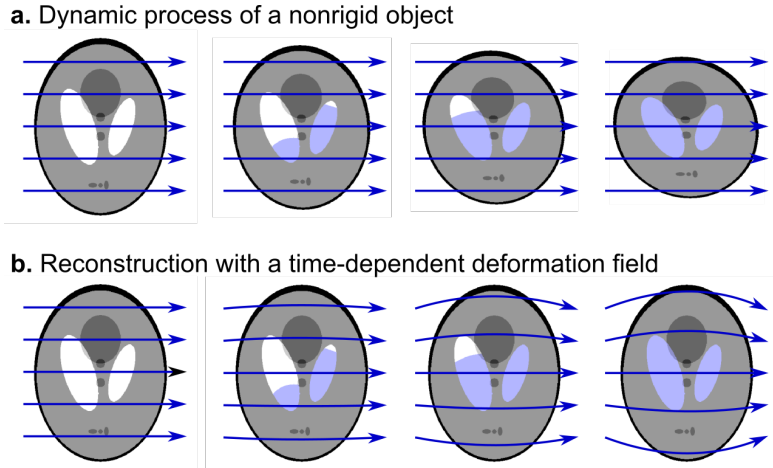 a. Dynamic process of a nonrigid object
b. Reconstruction with a time-dependent deformation field